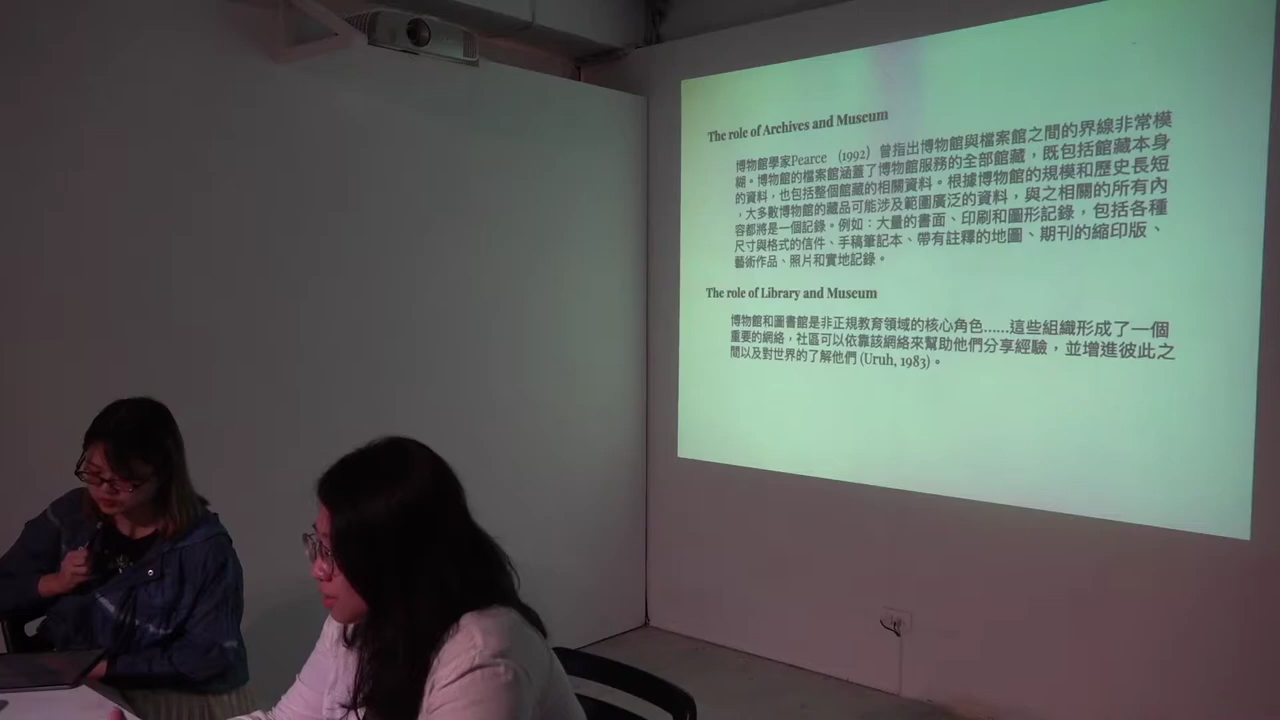 The role of Archives and Museum
博物館學家Pearce （1992）曾指出博物館與檔案館之間的界線非常模
糊。博物館的檔案館涵蓋了博物館服務的全部館藏，既包括館藏本身
的資料，也包括整個館藏的相關資料。根據博物館的規模和歷史長短
，大多數博物館的藏品可能涉及範圍廣泛的資料，與之相關的所有內
容都將是一個記錄。例如：大量的書面、印刷和圖形記錄，包括各種
尺寸與格式的信件、手稿筆記本、帶有註釋的地圖、期刊的縮印版、
藝術作品、照片和實地記錄。
The role of Library and Museum
博物館和圖書館是非正規教育領域的核心角色......這些組織形成了一個
重要的網絡，社區可以依靠該網絡來幫助他們分享經驗，並增進彼此之
間以及對世界的了解他們 (Uruh, 1983)。